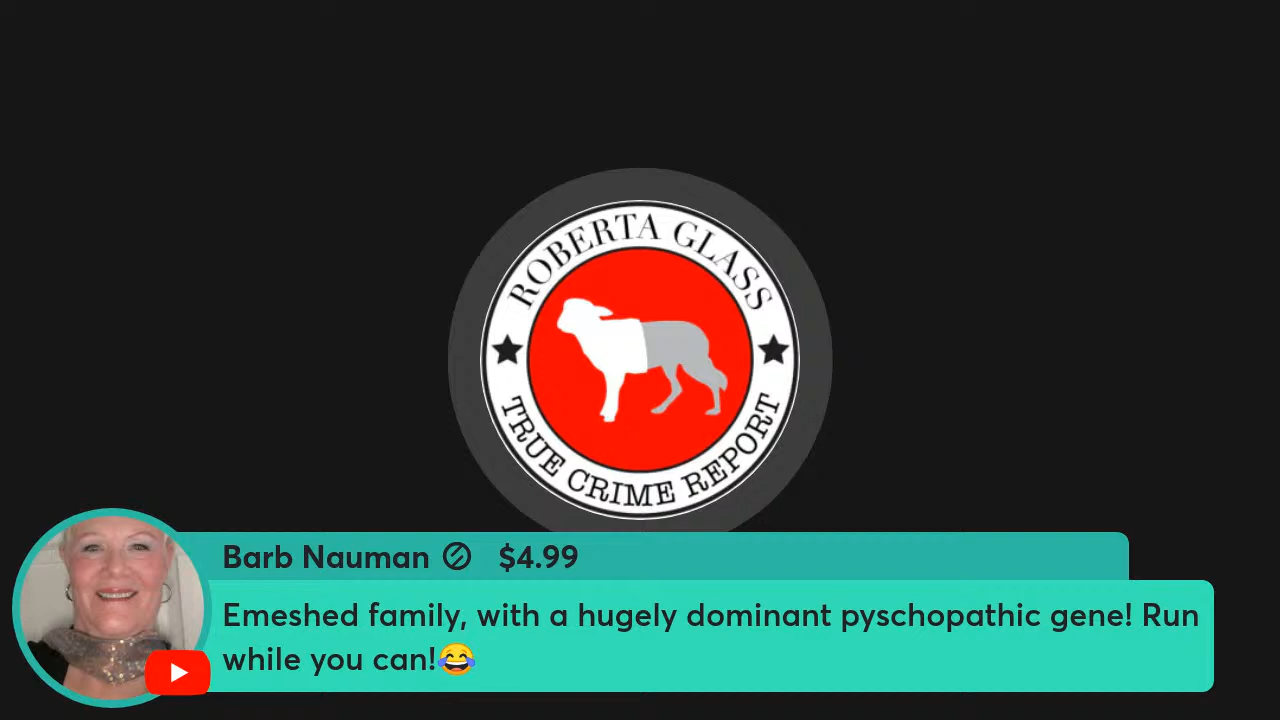 ROBERTA GLASS
TRUE CRIME REPORT
Barb Nauman $4.99
Emeshed family, with a hugely dominant pyschopathic gene! Run
while you can!😂